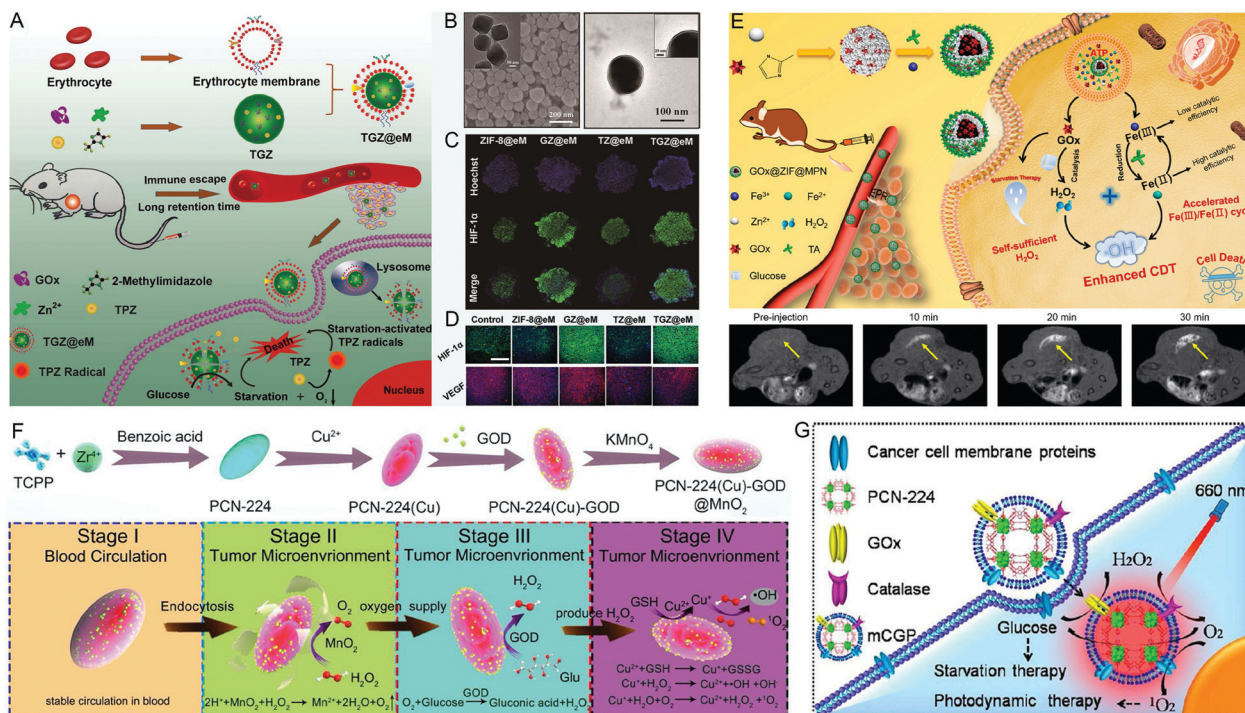 A
Erythrocyte
Erythrocyte membrane
TGZ
TGZ@eM
Immune escape
Long retention time
GOx
2-Methylimidazole
Zn2+
TPZ
TGZ@eM
TPZ Radical
Lysosome
Starvation-activated
TPZ radicals
Death
TPZ
Glucose
Starvation + O2
Nucleus
B
50 nm
200 nm
20 nm
100 nm
C
ZIF-8@eM GZ@eM TZ@eM TGZ@eM
Hoechst
HIF-1α
Merge
D
Control ZIF-8@eM GZ@eM TZ@eM TGZ@eM
HIF-1α
VEGF
E
GOx@ZIF@MPN
Fe3+ Fe2+
Zn2+ H2O2
GOx TA
Glucose
EPR
ATP
GOx
Starvation Therapy
Catalysis
H2O2
Self-sufficient
H2O2
Fe(III)
Low catalytic
efficiency
Reduction
High catalytic
efficiency
Fe(II)
Accelerated
Fe(III)/Fe(II) cyc
·OH
Enhanced CDT
Cell Death
Pre-injection 10 min 20 min 30 min
F
TCPP
+
Zr4+
Benzoic acid
PCN-224
Cu2+
PCN-224(Cu)
GOD
PCN-224(Cu)-GOD
KMnO4
PCN-224(Cu)-GOD
@MnO2
Stage I
Blood Circulation
stable circulation in blood
Endocytosis
Stage II
Tumor Microenvrionment
O2
MnO2
H2O2
2H++MnO2+H2O2 → Mn2++2H2O+O2↑
oxygen supply
Stage III
Tumor Microenvrionment
H2O2
GOD
Glu
O2+Glucose GOD → Gluconic acid+H2O2
produce H2O2
Stage IV
Tumor Microenvrionment
GSH
Cu2+
Cu+
•OH
1O2
Cu2++GSH → Cu++GSSG
Cu++H2O2 → Cu2++•OH +OH-
Cu++H2O+O2 → Cu2++H2O2 +1O2
G
Cancer cell membrane proteins
PCN-224
GOx
Catalase
mCGP
660 nm
H2O2
Glucose
O2
Starvation therapy
Photodynamic therapy
1O2